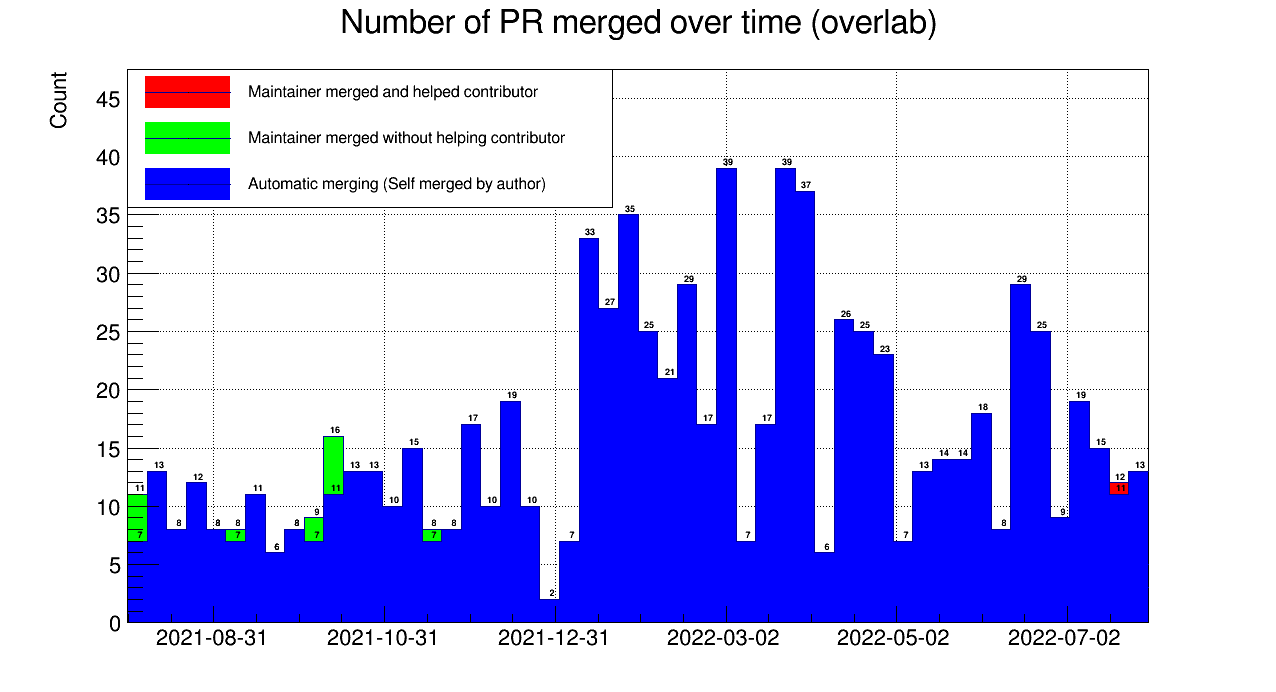 Number of PR merged over time (overlab)
Count
Maintainer merged and helped contributor
Maintainer merged without helping contributor
Automatic merging (Self merged by author)
45
40
35
30
25
20
15
10
5
0
11 7 13 8 12 8 8 7 11 6 8 9 7 16 11 13 13 10 15 8 7 8 17 10 19 10 2 7 33 27 35 25 21 29 17 39 7 17 39 37 6 26 25 23 7 13 14 14 18 8 29 25 9 19 15 12 11 13
2021-08-31 2021-10-31 2021-12-31 2022-03-02 2022-05-02 2022-07-02